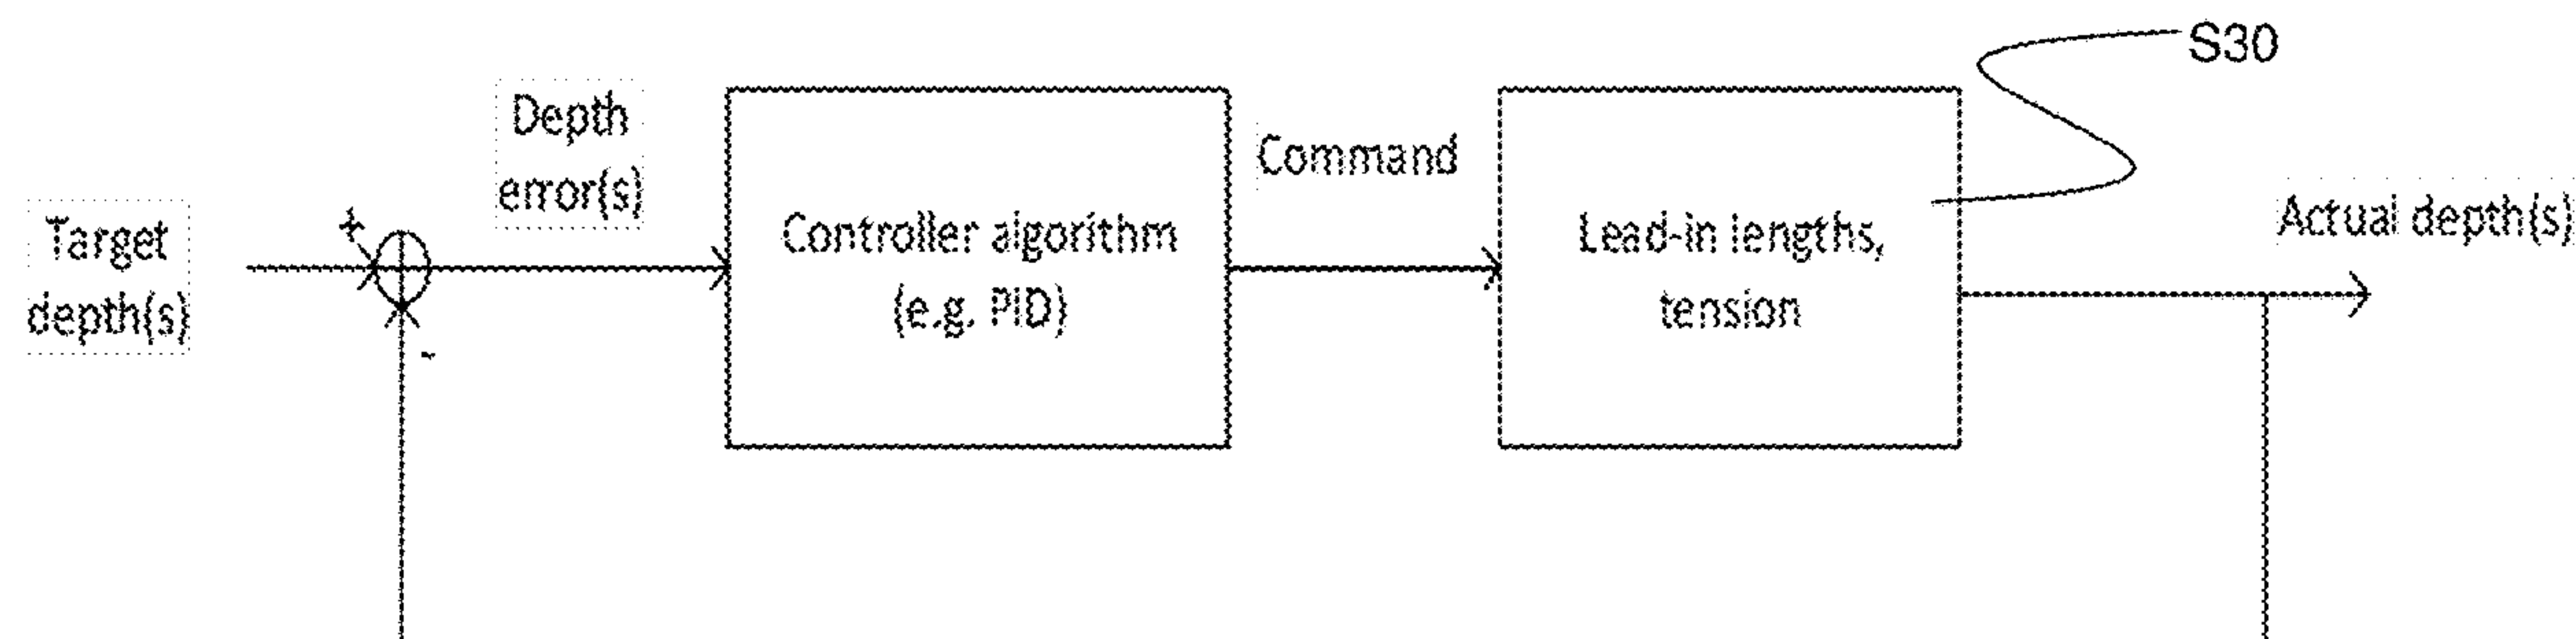 S30
Depth
error(s)
Command
Target
depth(s)
+
-
Controller algorithm
(e.g. PID)
Lead-in lengths,
tension
Actual depth(s)